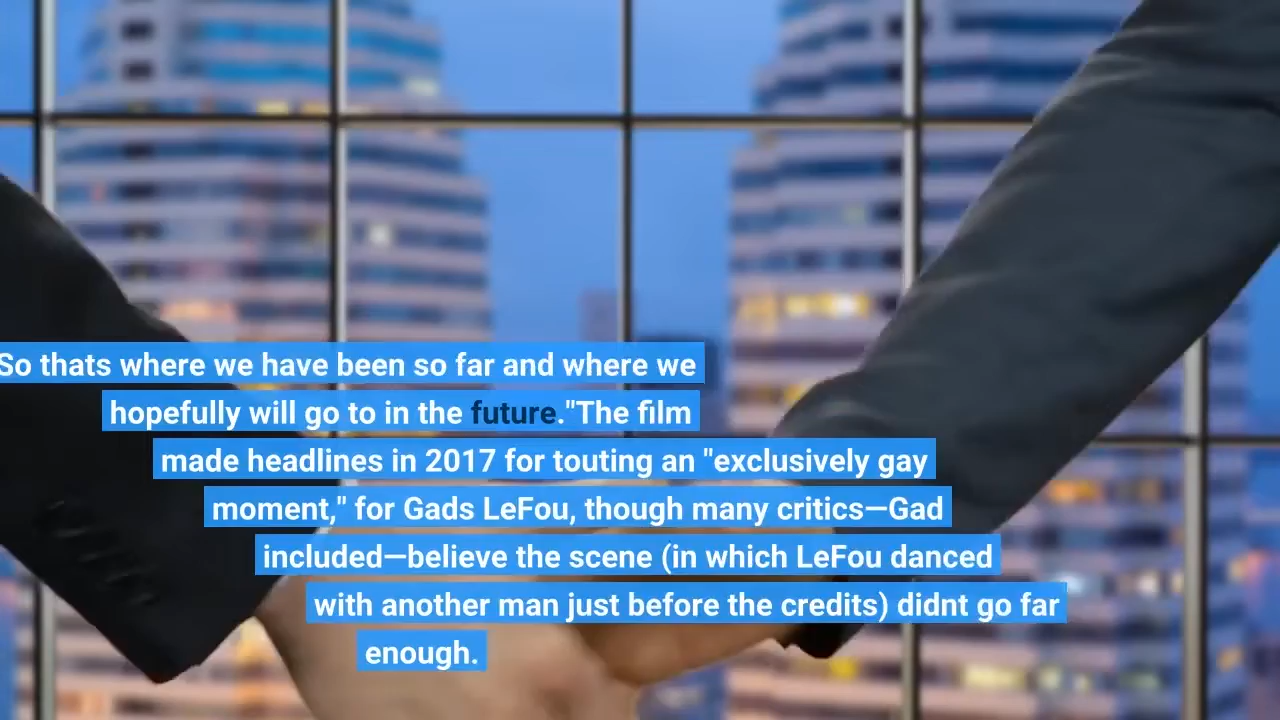 So thats where we have been so far and where we
hopefully will go to in the future."The film
made headlines in 2017 for touting an "exclusively gay
moment," for Gads LeFou, though many critics—Gad
included—believe the scene (in which LeFou danced
with another man just before the credits) didnt go far
enough.